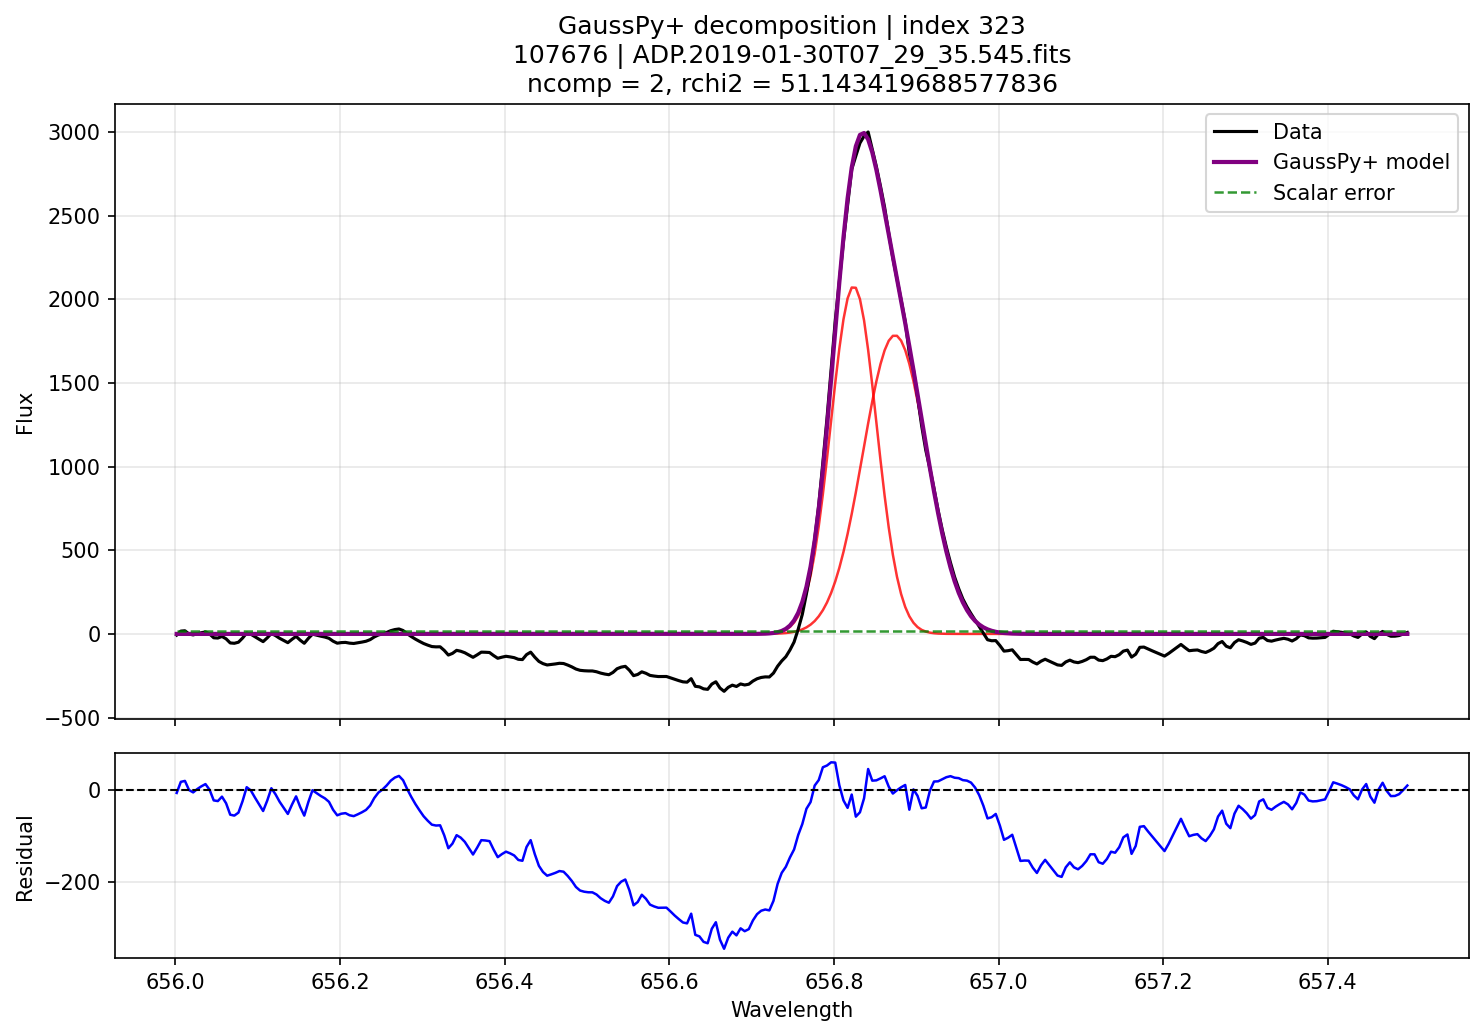 GaussPy+ decomposition | index 323
107676 | ADP.2019-01-30T07_29_35.545.fits
ncomp = 2, rchi2 = 51.143419688577836
Data
GaussPy+ model
Scalar error
3000
2500
2000
1500
1000
500
0
−500
Flux
0
−200
Residual
656.0 656.2 656.4 656.6 656.8 657.0 657.2 657.4
Wavelength